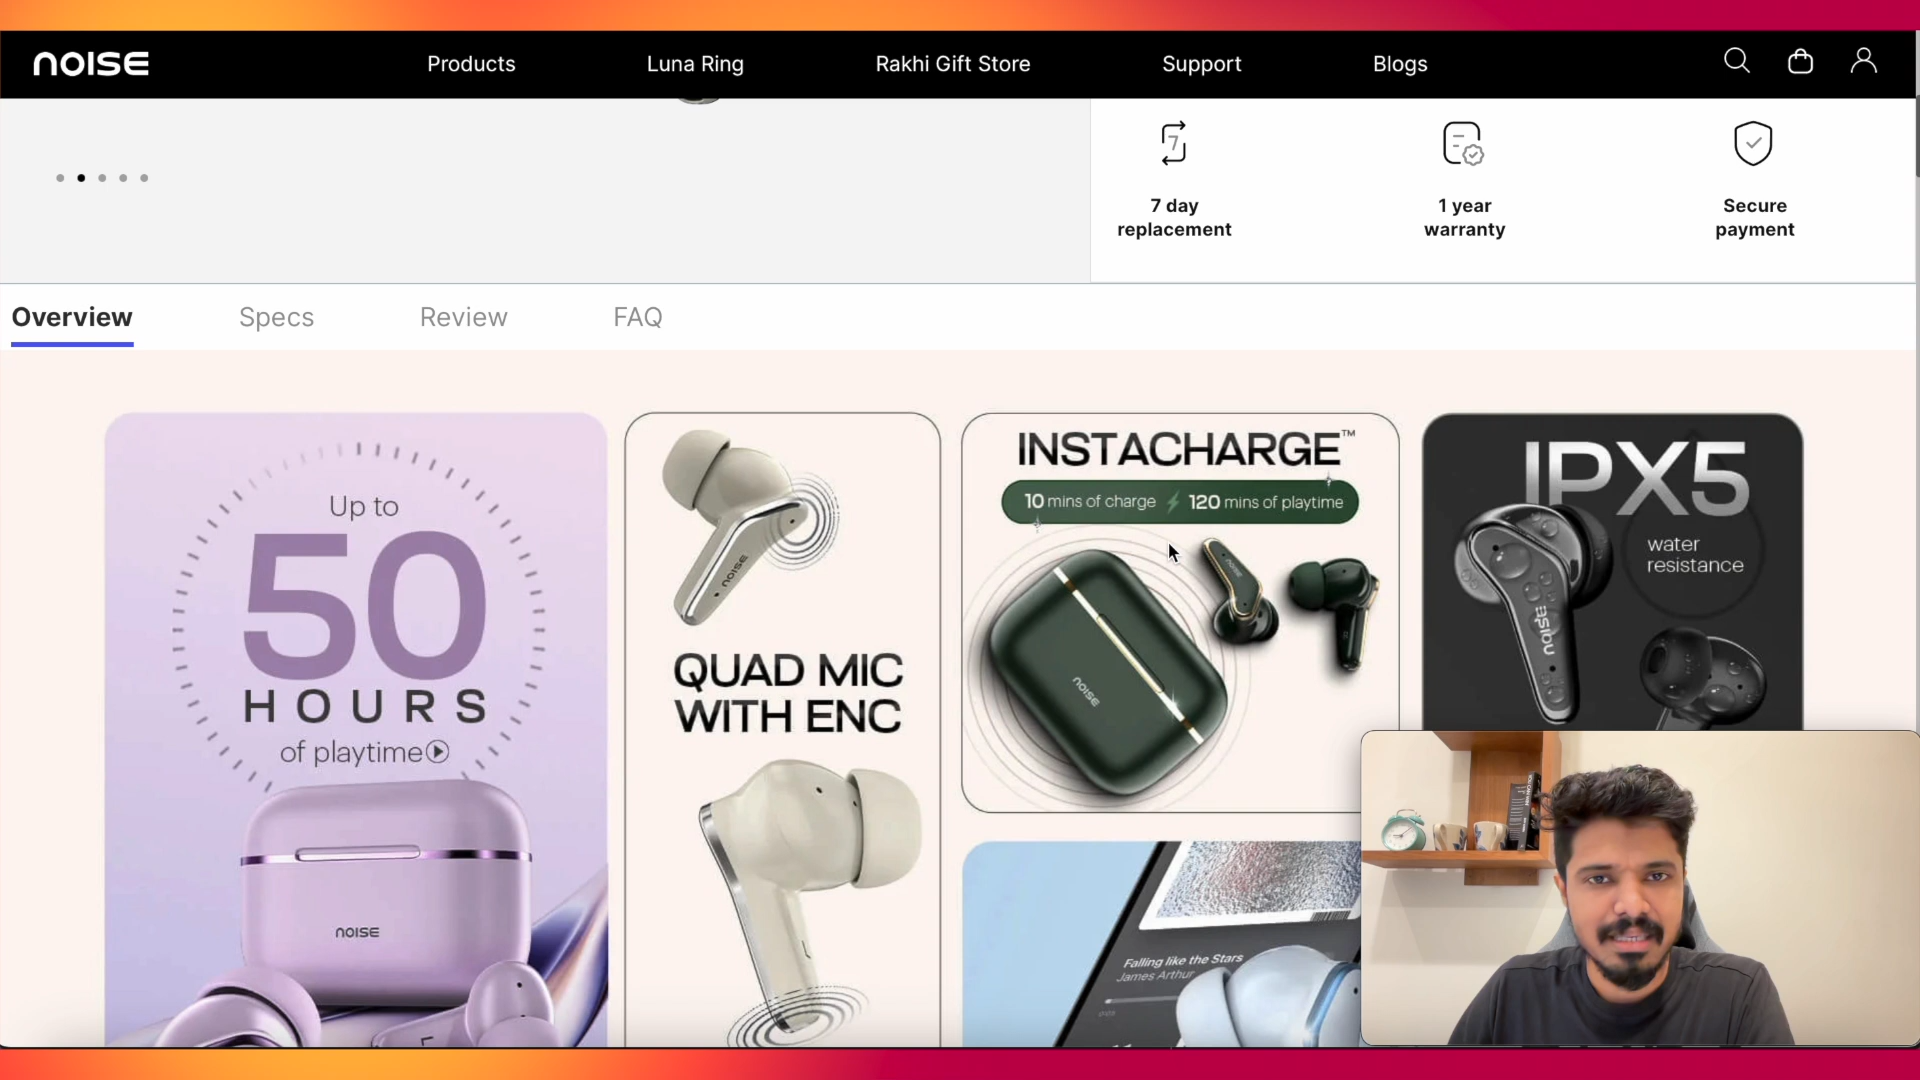 NOISE
Products
Luna Ring
Rakhi Gift Store
Support
Blogs
7
7 day
replacement
1 year
warranty
Secure
payment
Overview
Specs
Review
FAQ
Up to
50
HOURS
of playtime
NOISE
NOISE
QUAD MIC
WITH ENC
INSTACHARGE™
10 mins of charge 120 mins of playtime
NOISE
IPX5
water
resistance
NOISE
Falling like the Stars
James Arthur